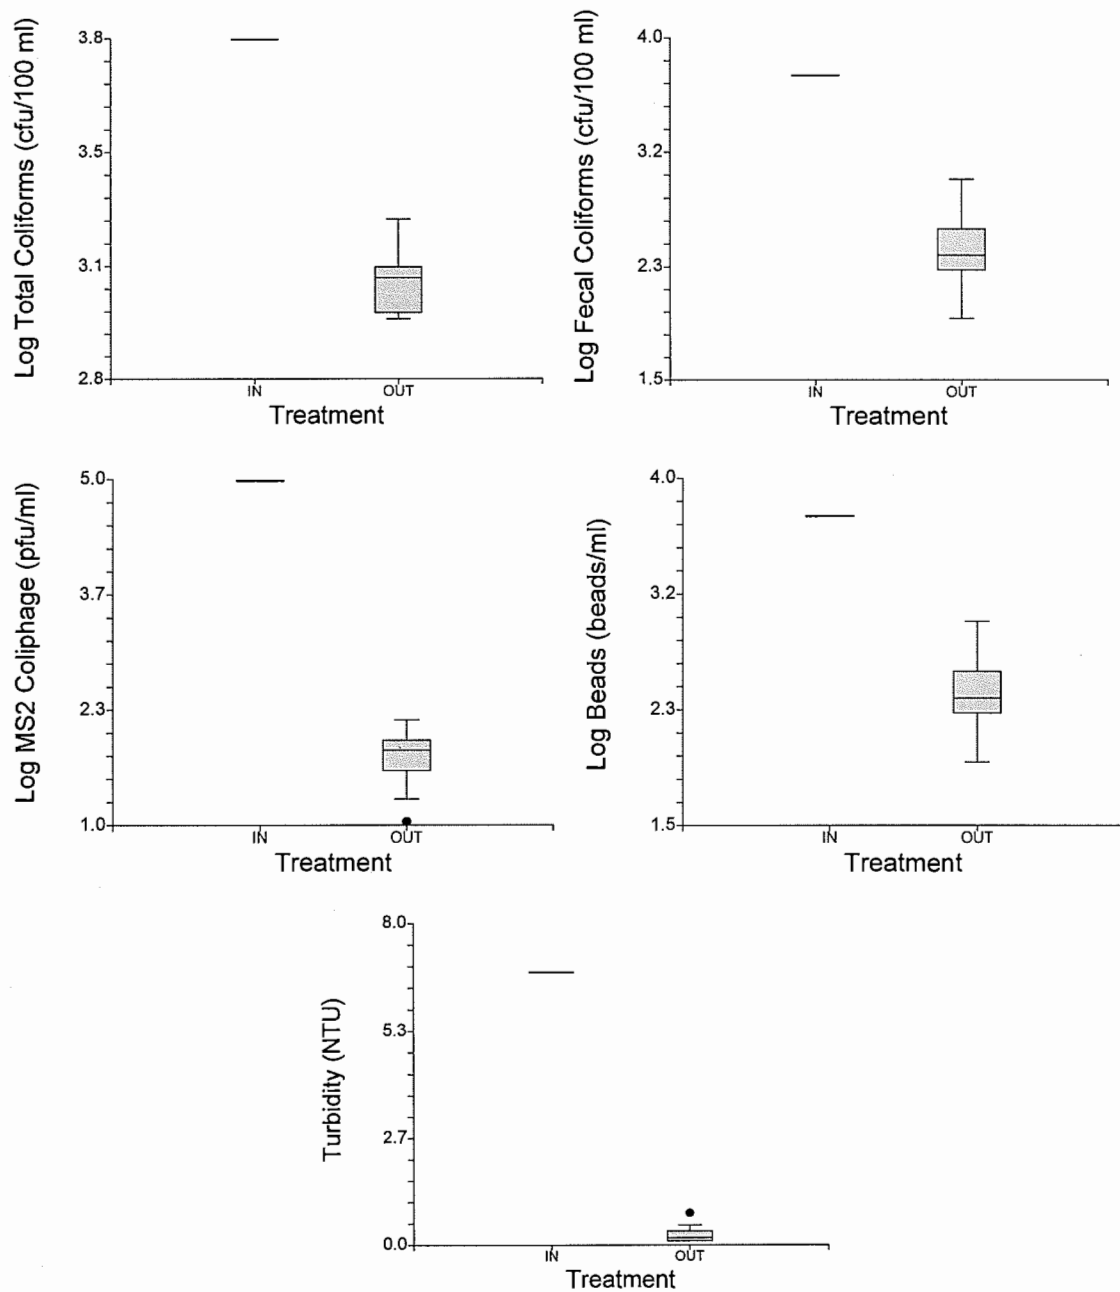 Log Total Coliforms (cfu/100 ml)
3.8
3.5
3.1
2.8
IN OUT
Treatment
Log Fecal Coliforms (cfu/100 ml)
4.0
3.2
2.3
1.5
IN OUT
Treatment
Log MS2 Coliphage (pfu/ml)
5.0
3.7
2.3
1.0
IN OUT
Treatment
Log Beads (beads/ml)
4.0
3.2
2.3
1.5
IN OUT
Treatment
Turbidity (NTU)
8.0
5.3
2.7
0.0
IN OUT
Treatment